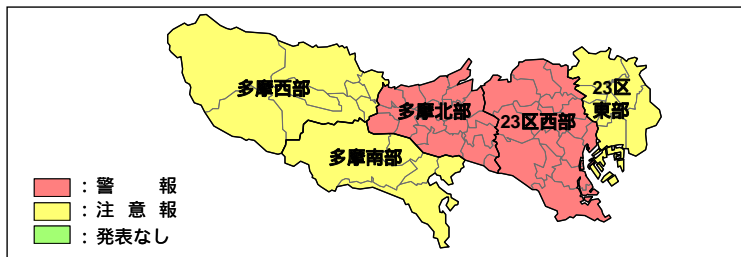 多摩西部
多摩北部
23区西部
23区
東部
多摩南部
：警　　報
：注 意 報
：発表なし